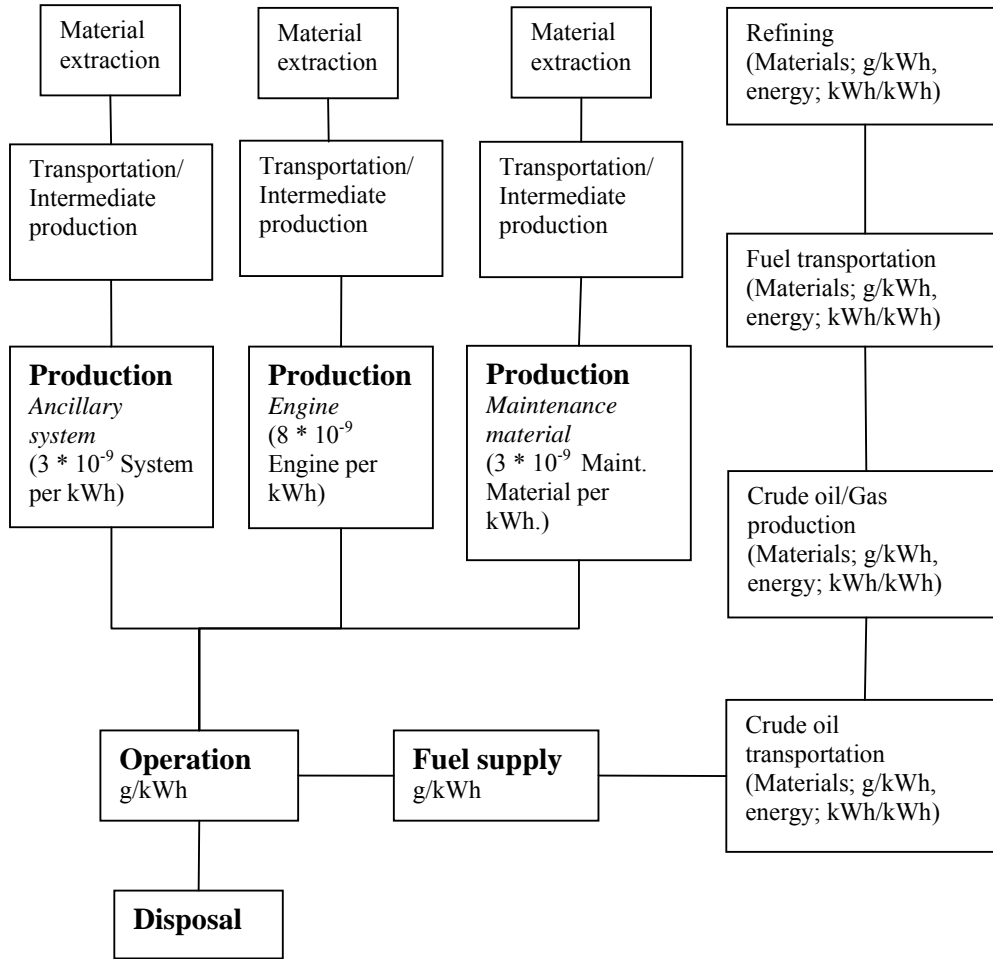 Material
extraction
Material
extraction
Material
extraction
Refining
(Materials; g/kWh,
energy; kWh/kWh)
Transportation/
Intermediate
production
Transportation/
Intermediate
production
Transportation/
Intermediate
production
Fuel transportation
(Materials; g/kWh,
energy; kWh/kWh)
Production
Ancillary
system
(3 * 10⁻⁹ System
per kWh)
Production
Engine
(8 * 10⁻⁹
Engine per
kWh)
Production
Maintenance
material
(3 * 10⁻⁹ Maint.
Material per
kWh.)
Crude oil/Gas
production
(Materials; g/kWh,
energy; kWh/kWh)
Operation
g/kWh
Fuel supply
g/kWh
Crude oil
transportation
(Materials; g/kWh,
energy; kWh/kWh)
Disposal